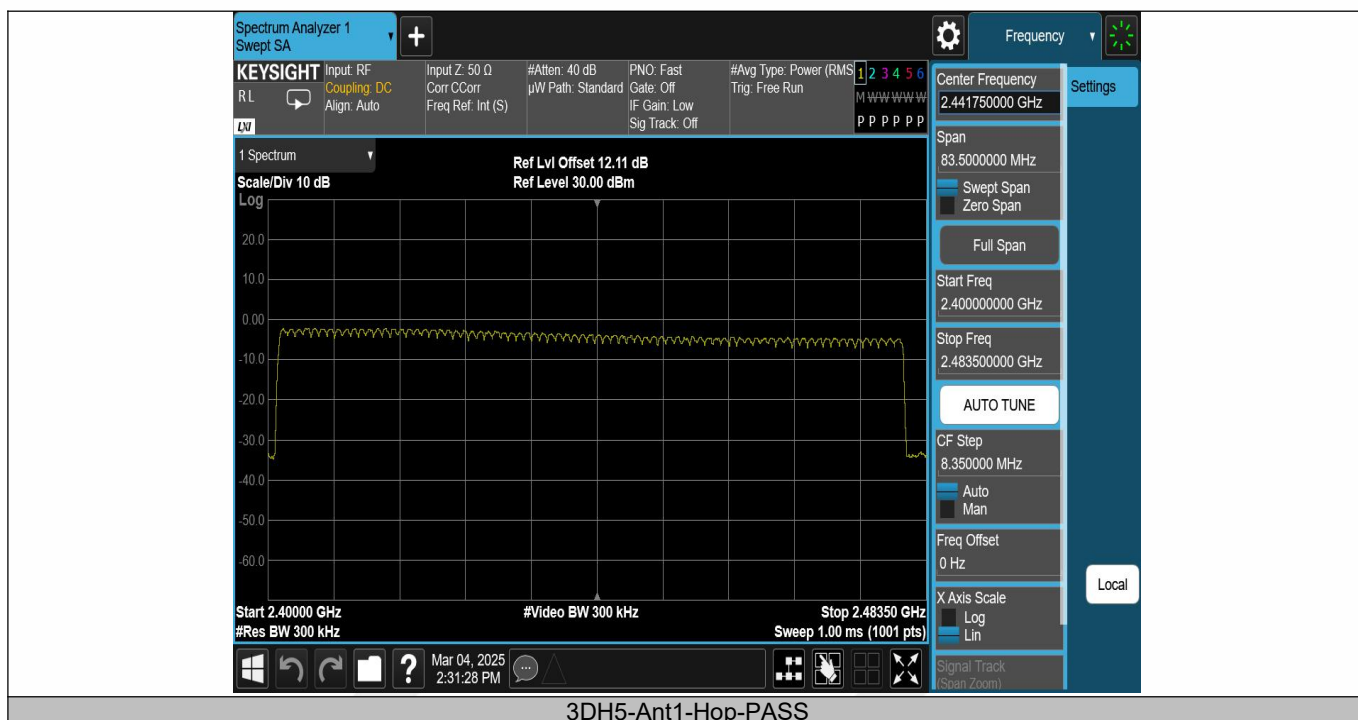 Spectrum Analyzer 1
Swept SA
Frequency
KEYSIGHT
Input: RF
Coupling: DC
Align: Auto
Input Z: 50 Ω
Corr CCorr
Freq Ref: Int (S)
#Atten: 40 dB
µW Path: Standard
PNO: Fast
Gate: Off
IF Gain: Low
Sig Track: Off
#Avg Type: Power (RMS
Trig: Free Run
1 2 3 4 5 6
M W W W W W
P P P P P P
R L
LXI
Center Frequency
2.441750000 GHz
Settings
Span
83.5000000 MHz
Swept Span
Zero Span
Full Span
Start Freq
2.400000000 GHz
Stop Freq
2.483500000 GHz
AUTO TUNE
CF Step
8.350000 MHz
Auto
Man
Freq Offset
0 Hz
X Axis Scale
Log
Lin
Signal Track
(Span Zoom)
Local
1 Spectrum
Scale/Div 10 dB
Log
Ref Lvl Offset 12.11 dB
Ref Level 30.00 dBm
20.0
10.0
0.00
-10.0
-20.0
-30.0
-40.0
-50.0
-60.0
Start 2.40000 GHz
#Res BW 300 kHz
#Video BW 300 kHz
Stop 2.48350 GHz
Sweep 1.00 ms (1001 pts)
?
Mar 04, 2025
2:31:28 PM
3DH5-Ant1-Hop-PASS